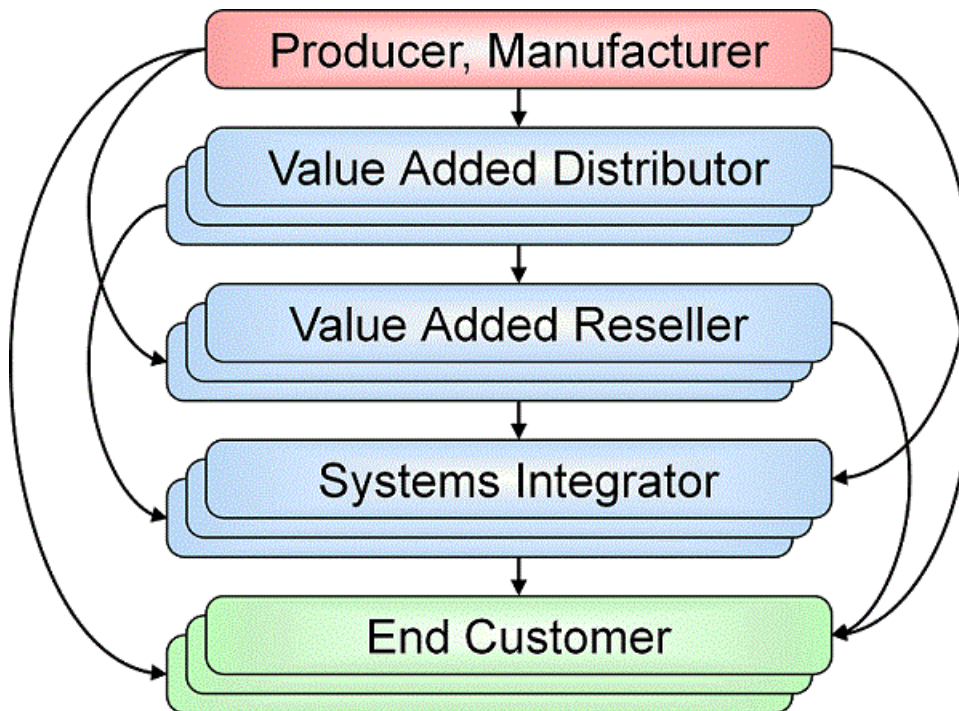 Producer, Manufacturer
Value Added Distributor
Value Added Reseller
Systems Integrator
End Customer